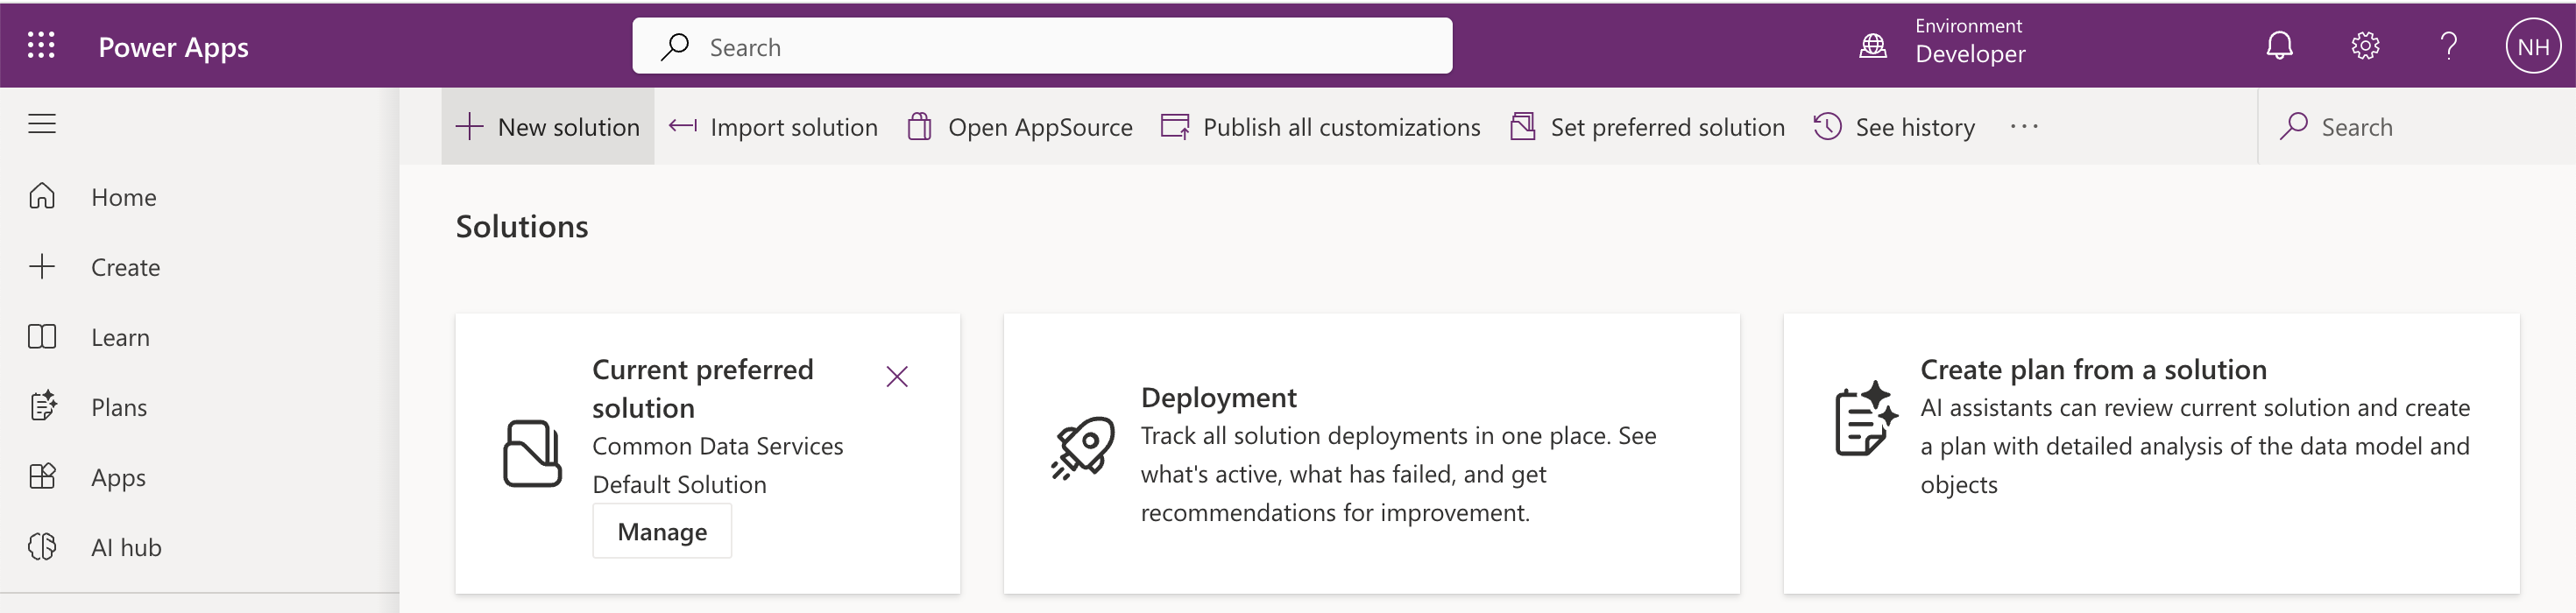 Power Apps
Search
Environment
Developer
NH
New solution
Import solution
Open AppSource
Publish all customizations
Set preferred solution
See history
...
Search
Home
Create
Learn
Plans
Apps
AI hub
Solutions
Current preferred
solution
Common Data Services
Default Solution
Manage
Deployment
Track all solution deployments in one place. See
what's active, what has failed, and get
recommendations for improvement.
Create plan from a solution
AI assistants can review current solution and create
a plan with detailed analysis of the data model and
objects